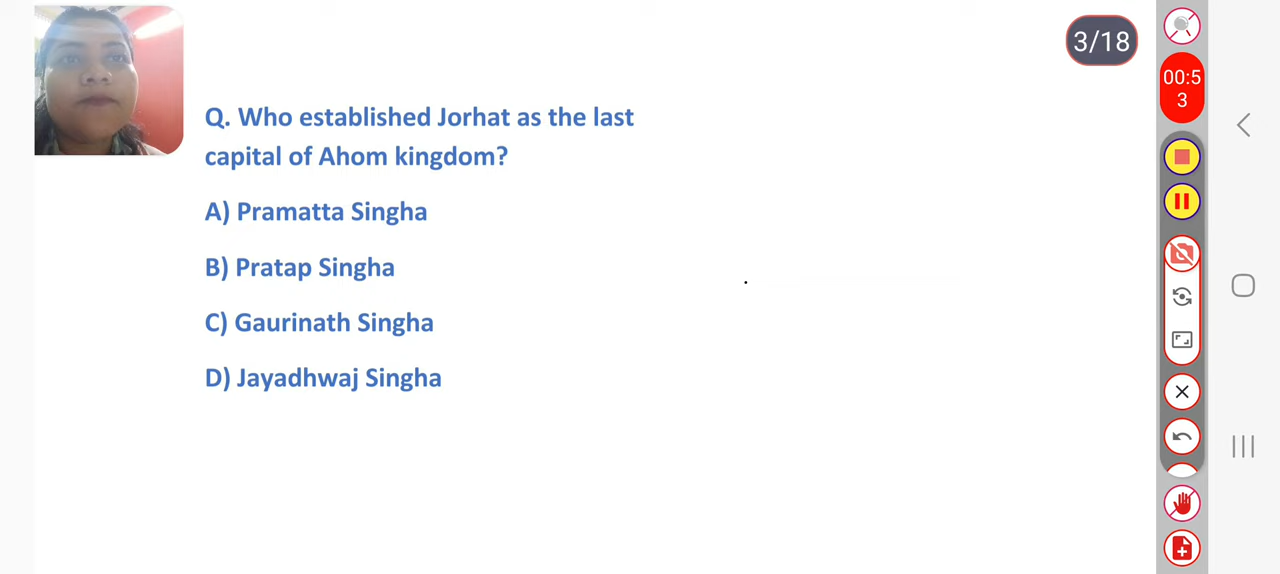 3/18
00:5
3
Q. Who established Jorhat as the last
capital of Ahom kingdom?
A) Pramatta Singha
B) Pratap Singha
C) Gaurinath Singha
D) Jayadhwaj Singha